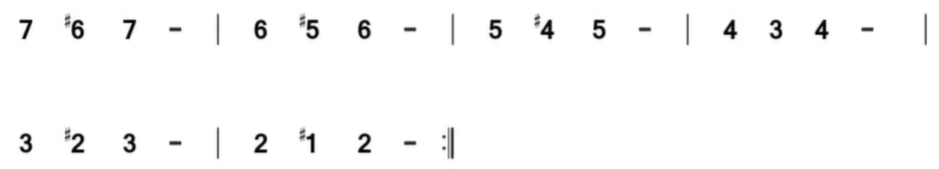 7 ♯6 7 – | 6 ♯5 6 – | 5 ♯4 5 – | 4 3 4 – |
3 ♯2 3 – | 2 ♯1 2 – :||